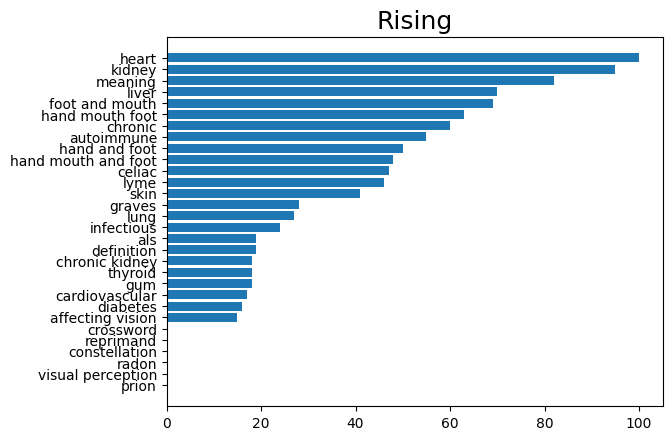 Rising
heart
kidney
meaning
liver
foot and mouth
hand mouth foot
chronic
autoimmune
hand and foot
hand mouth and foot
celiac
lyme
skin
graves
lung
infectious
als
definition
chronic kidney
thyroid
gum
cardiovascular
diabetes
affecting vision
crossword
reprimand
constellation
radon
visual perception
prion
0 20 40 60 80 100